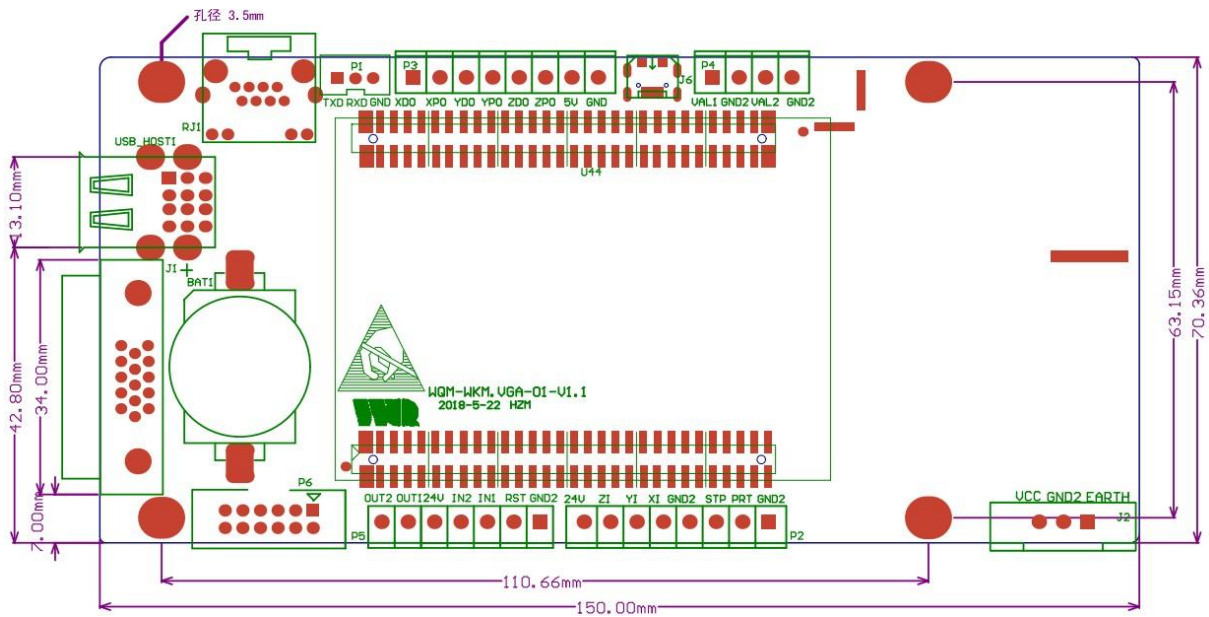 孔径 3.5mm
P1
P3
J6
P4
TXD RXD GND
XDO XPO YDO YPO ZDO ZPO 5V GND
VAL1 GND2 VAL2 GND2
RJ1
USB_HOST1
U44
13.10mm
J1
+
BAT1
63.15mm
70.36mm
42.80mm
34.00mm
WQM-WKM.VGA-01-V1.1
2018-5-22 HZM
P6
OUT2 OUT1 24V IN2 IN1 RST GND2
24V ZI YI XI GND2 STP PRT GND2
VCC GND2 EARTH
J2
7.00mm
P5
P2
110.66mm
150.00mm